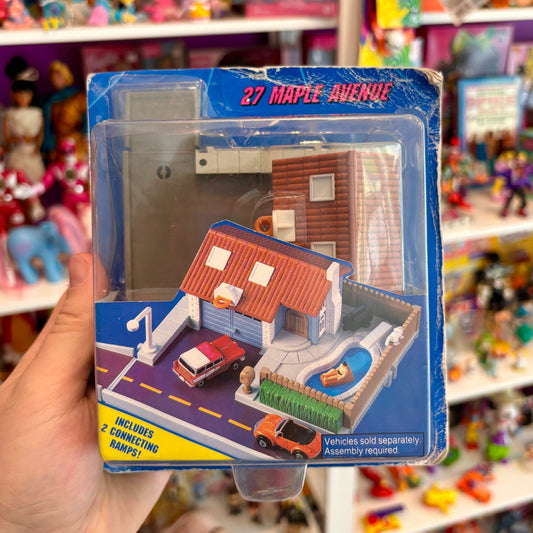 27 MAPLE AVENUE
INCLUDES
2 CONNECTING
RAMPS!
Vehicles sold separately.
Assembly required.